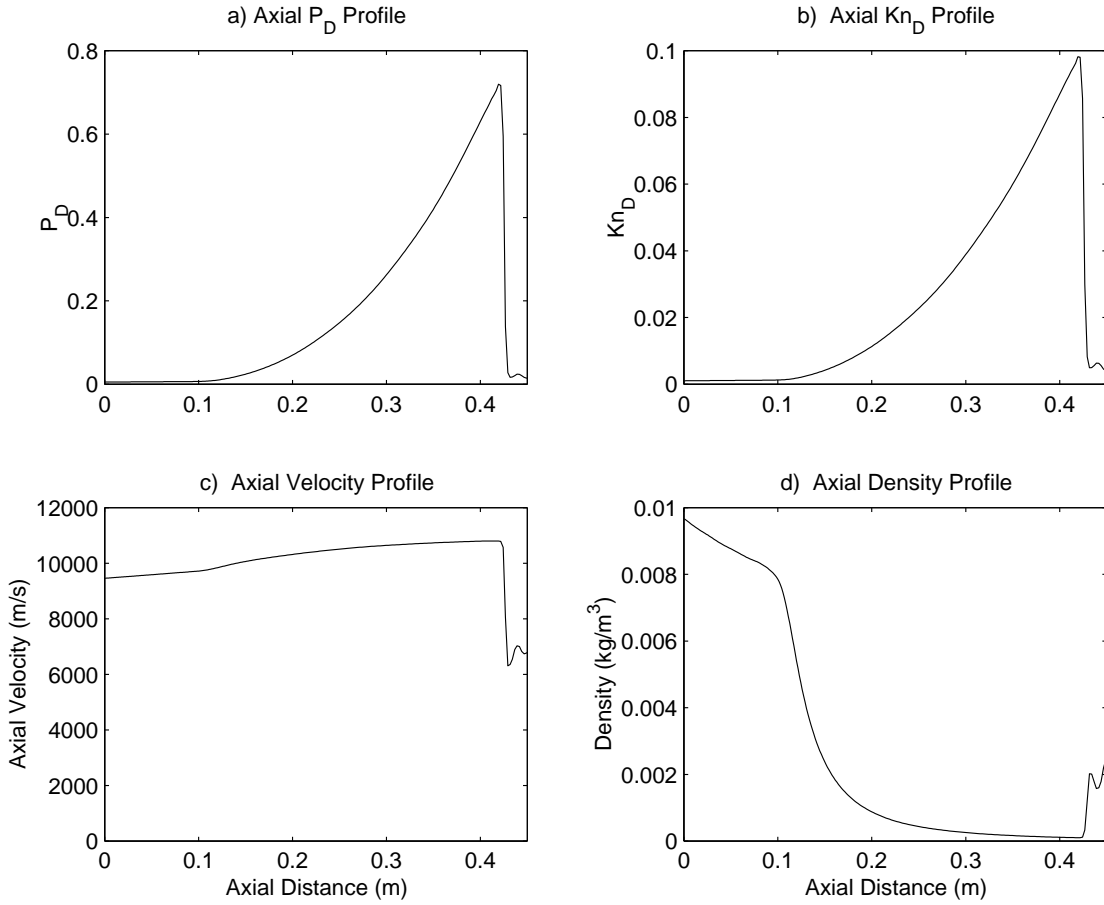 a) Axial P_D Profile
0.8
0.6
0.4
0.2
0
P_D
0 0.1 0.2 0.3 0.4
b) Axial Kn_D Profile
0.1
0.08
0.06
0.04
0.02
0
Kn_D
0 0.1 0.2 0.3 0.4
c) Axial Velocity Profile
12000
10000
8000
6000
4000
2000
0
Axial Velocity (m/s)
0 0.1 0.2 0.3 0.4
Axial Distance (m)
d) Axial Density Profile
0.01
0.008
0.006
0.004
0.002
0
Density (kg/m³)
0 0.1 0.2 0.3 0.4
Axial Distance (m)